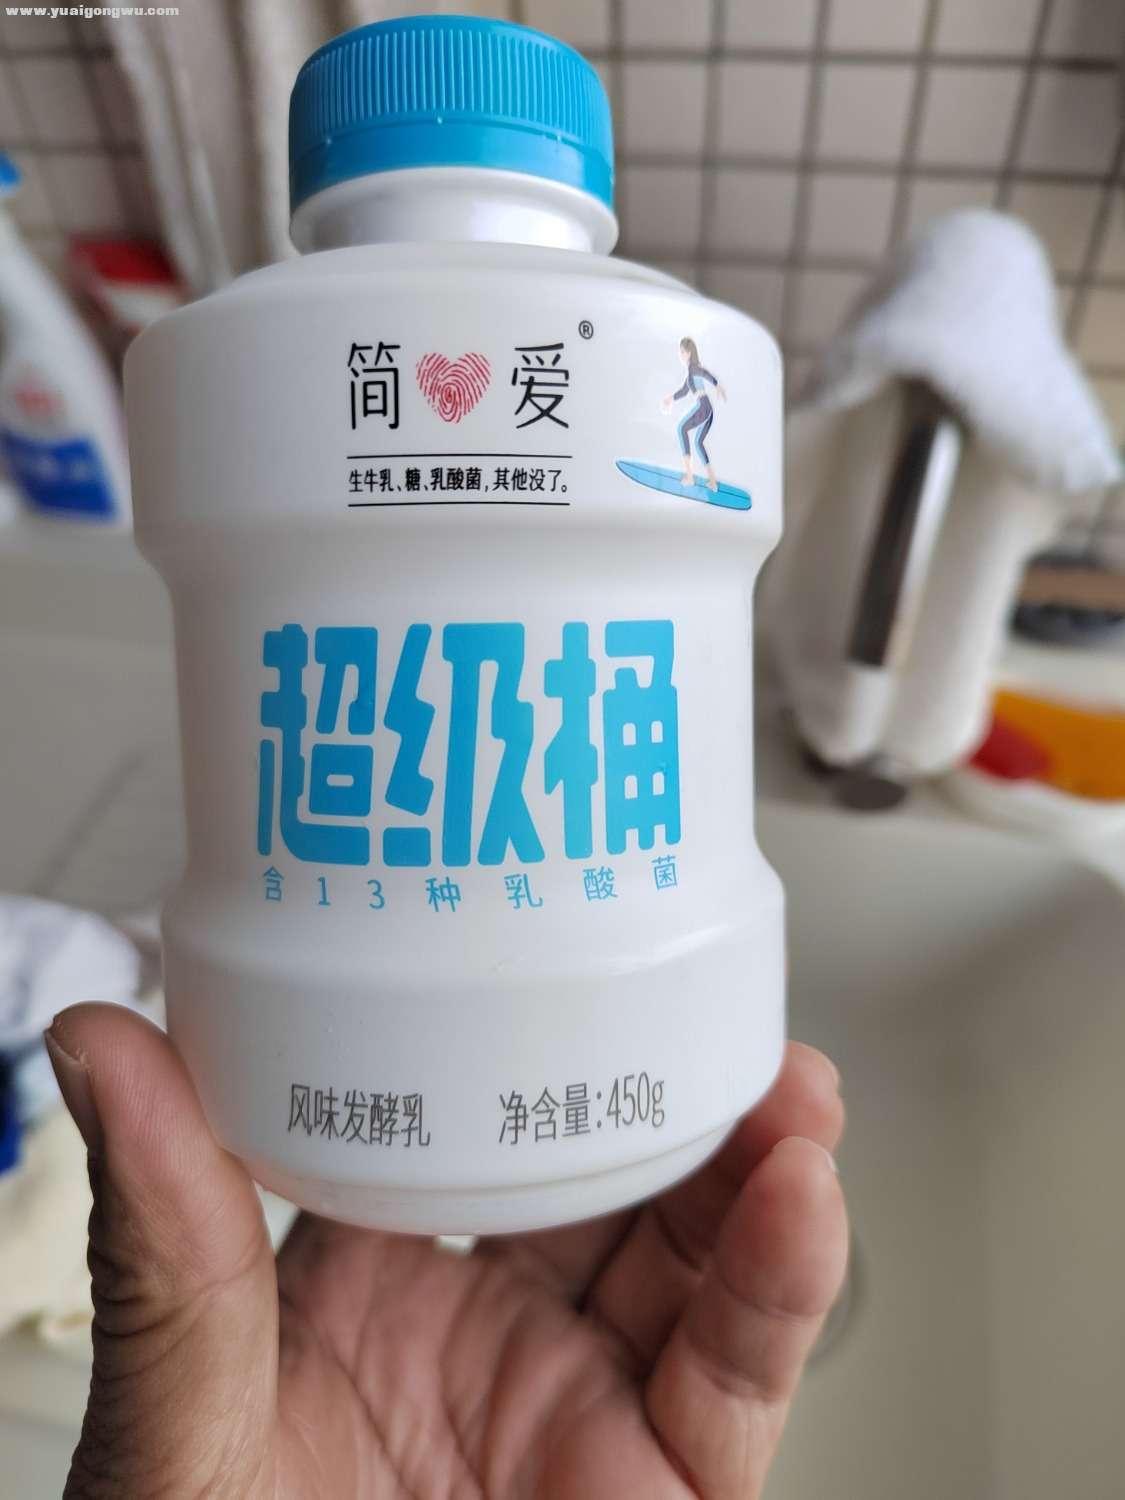 www.yuaigongwu.com
简爱®
生牛乳、糖、乳酸菌,其他没了。
超级桶
含13种乳酸菌
风味发酵乳 净含量:450g